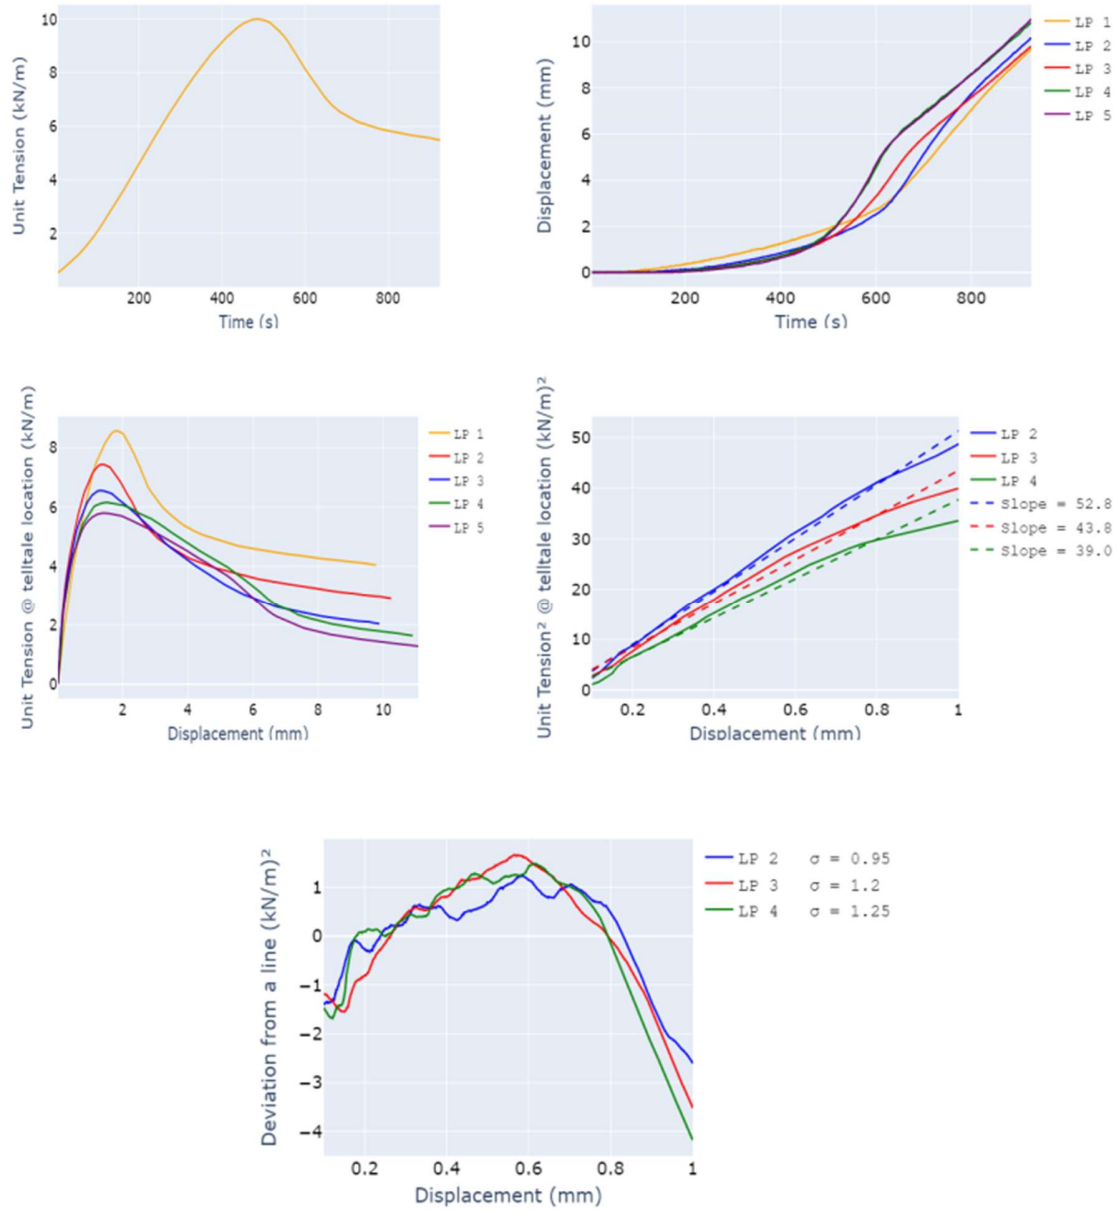 Unit Tension (kN/m)
10
8
6
4
2
200
400
600
800
Time (s)
Displacement (mm)
10
8
6
4
2
0
200
400
600
800
Time (s)
LP 1
LP 2
LP 3
LP 4
LP 5
Unit Tension @ telltale location (kN/m)
8
6
4
2
0
2
4
6
8
10
Displacement (mm)
LP 1
LP 2
LP 3
LP 4
LP 5
Unit Tension² @ telltale location (kN/m)²
50
40
30
20
10
0
0.2
0.4
0.6
0.8
1
Displacement (mm)
LP 2
LP 3
LP 4
Slope = 52.8
Slope = 43.8
Slope = 39.0
Deviation from a line (kN/m)²
1
0
−1
−2
−3
−4
0.2
0.4
0.6
0.8
1
Displacement (mm)
LP 2 σ = 0.95
LP 3 σ = 1.2
LP 4 σ = 1.25